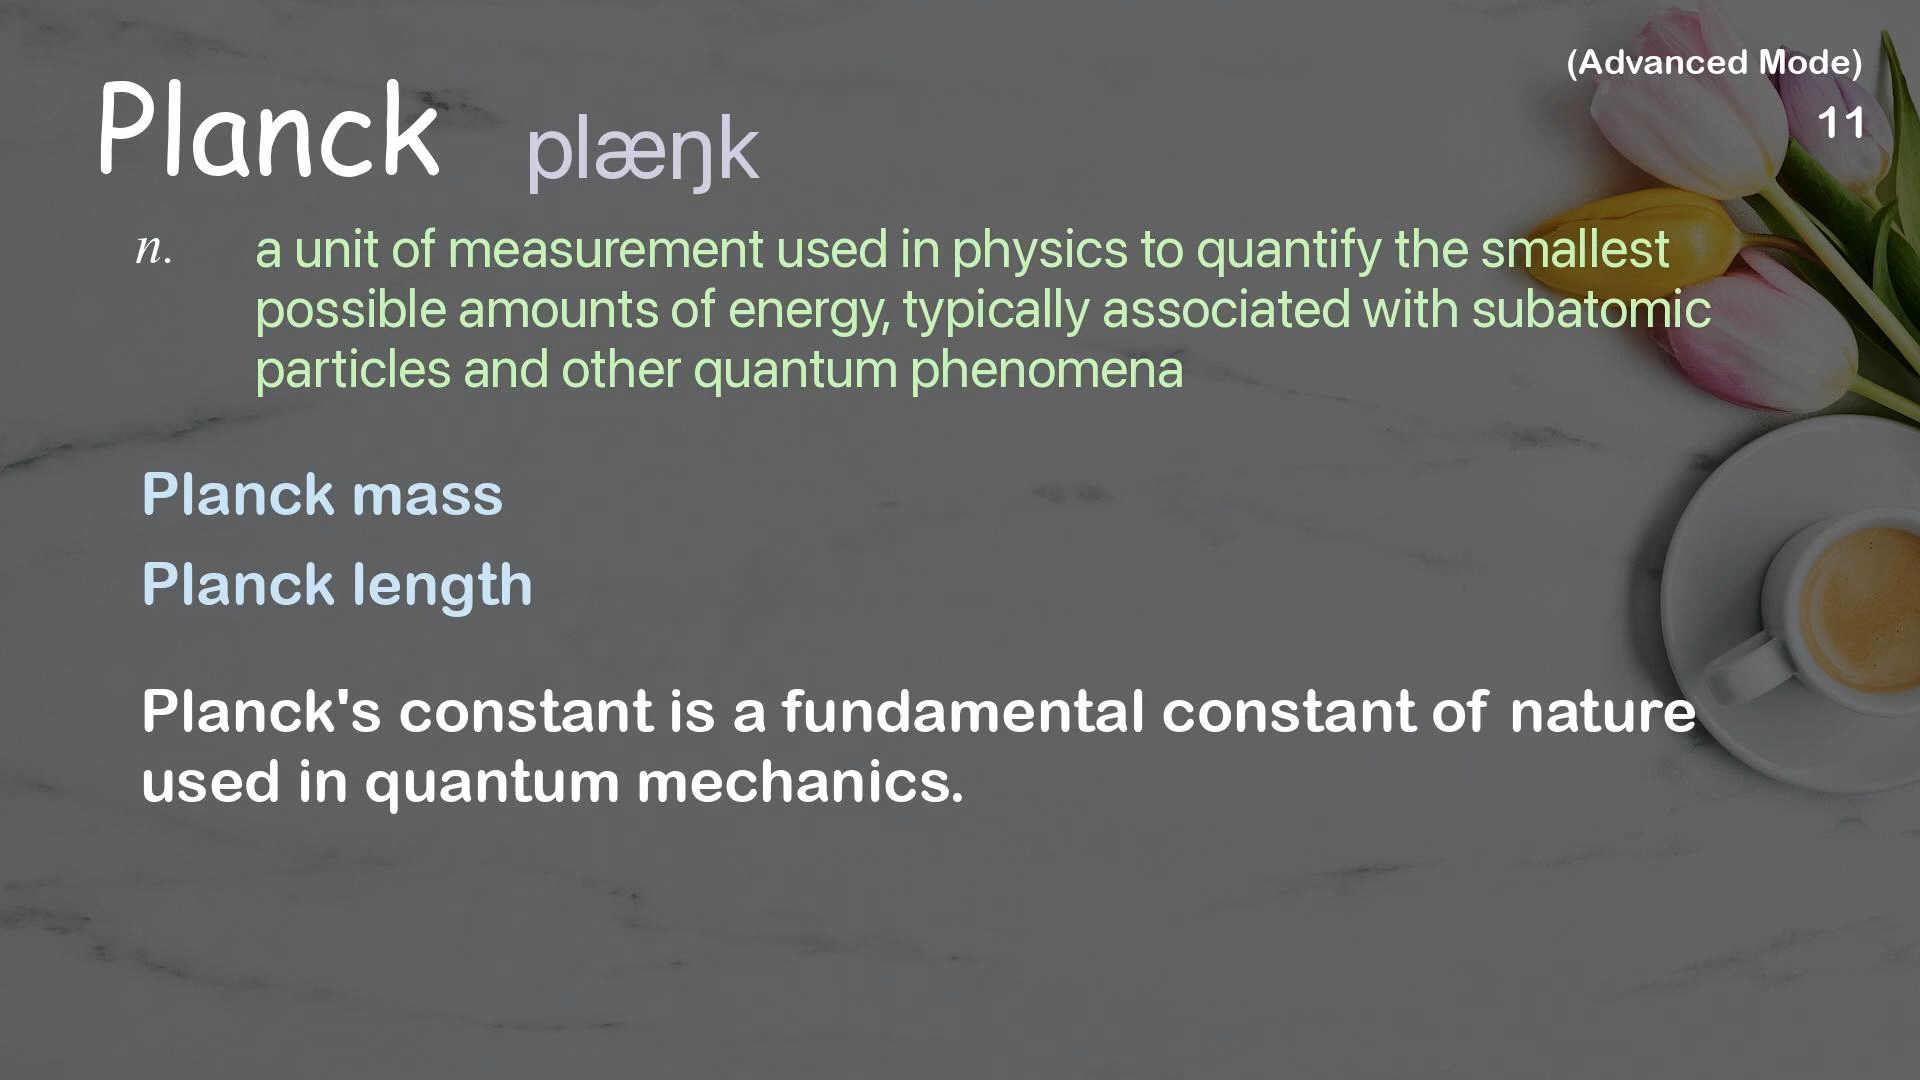 (Advanced Mode)
11
Planck plæŋk
n. a unit of measurement used in physics to quantify the smallest
possible amounts of energy, typically associated with subatomic
particles and other quantum phenomena
Planck mass
Planck length
Planck's constant is a fundamental constant of nature
used in quantum mechanics.